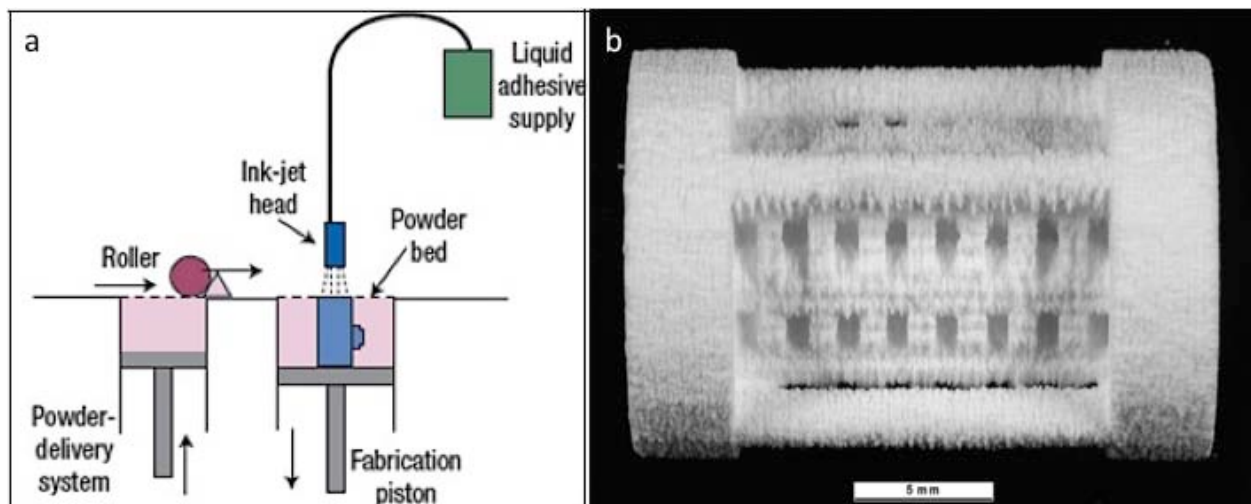 a
Liquid
adhesive
supply
Ink-jet
head
Powder
bed
Roller
Powder-
delivery
system
Fabrication
piston
b
5 mm